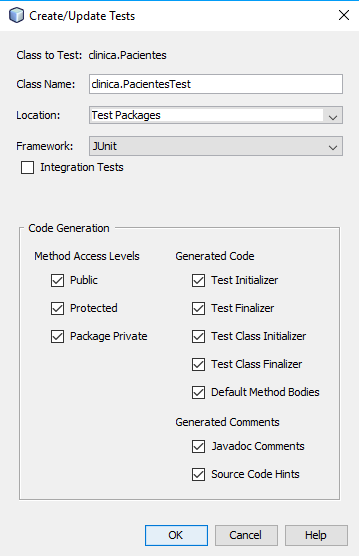 Create/Update Tests
Class to Test: clinica.Pacientes
Class Name: clinica.PacientesTest
Location: Test Packages
Framework: JUnit
Integration Tests
Code Generation
Method Access Levels
Public
Protected
Package Private
Generated Code
Test Initializer
Test Finalizer
Test Class Initializer
Test Class Finalizer
Default Method Bodies
Generated Comments
Javadoc Comments
Source Code Hints
OK Cancel Help